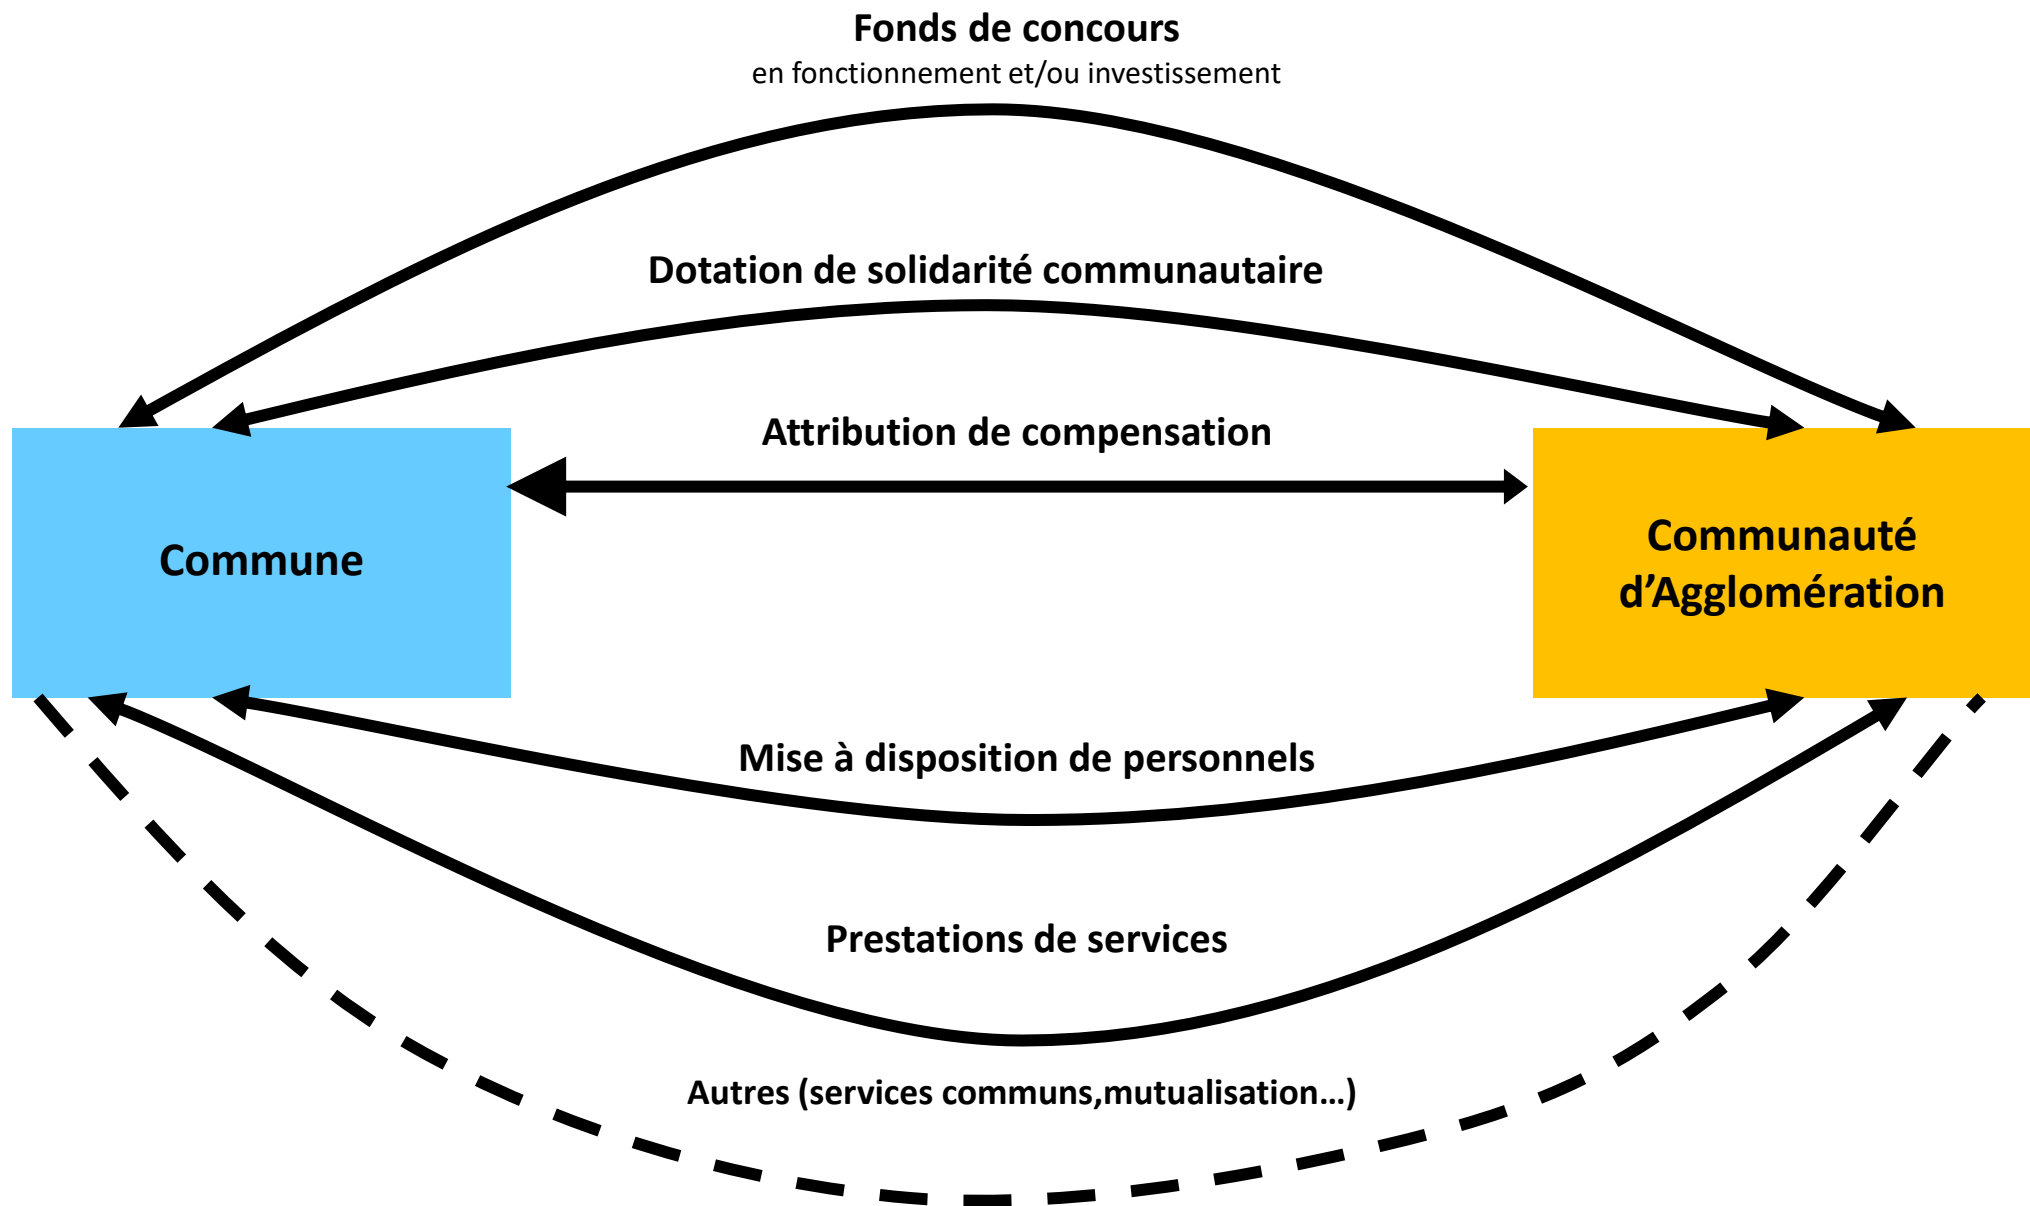 Fonds de concours
en fonctionnement et/ou investissement
Dotation de solidarité communautaire
Attribution de compensation
Commune
Communauté
d’Agglomération
Mise à disposition de personnels
Prestations de services
Autres (services communs,mutualisation…)